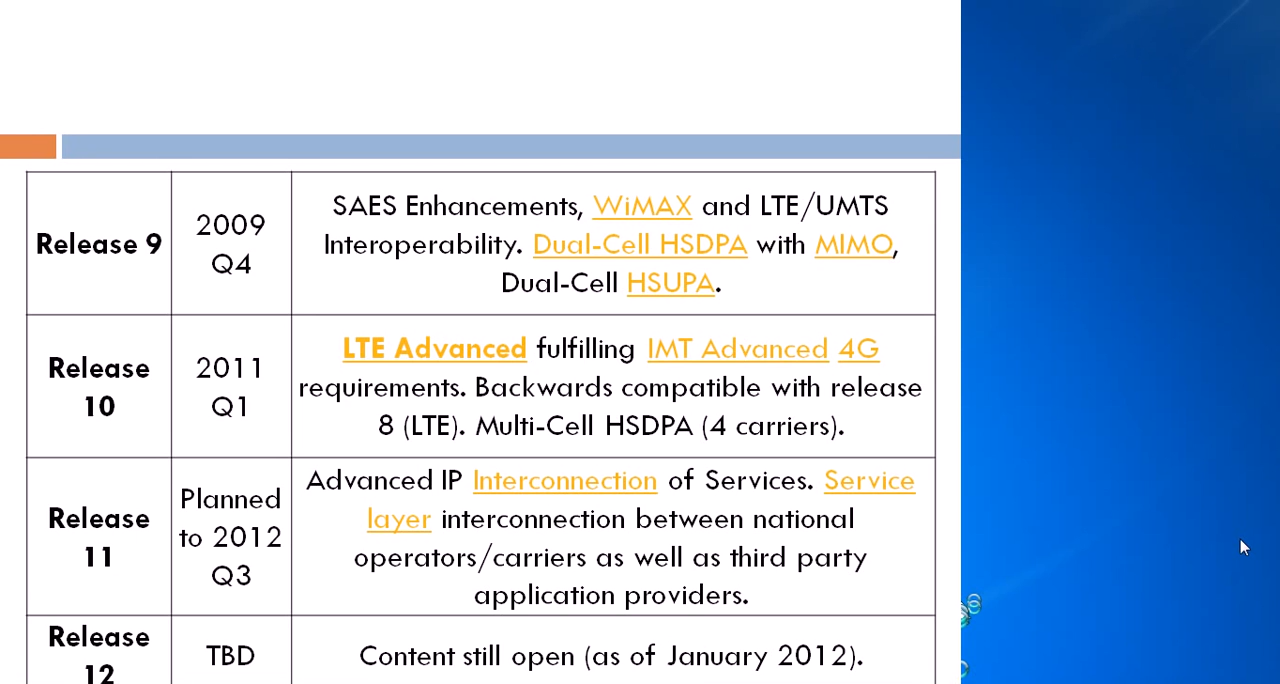 Release 9
2009
Q4
SAES Enhancements, WiMAX and LTE/UMTS
Interoperability. Dual-Cell HSDPA with MIMO,
Dual-Cell HSUPA.
Release
10
2011
Q1
LTE Advanced fulfilling IMT Advanced 4G
requirements. Backwards compatible with release
8 (LTE). Multi-Cell HSDPA (4 carriers).
Release
11
Planned
to 2012
Q3
Advanced IP Interconnection of Services. Service
layer interconnection between national
operators/carriers as well as third party
application providers.
Release
12
TBD
Content still open (as of January 2012).